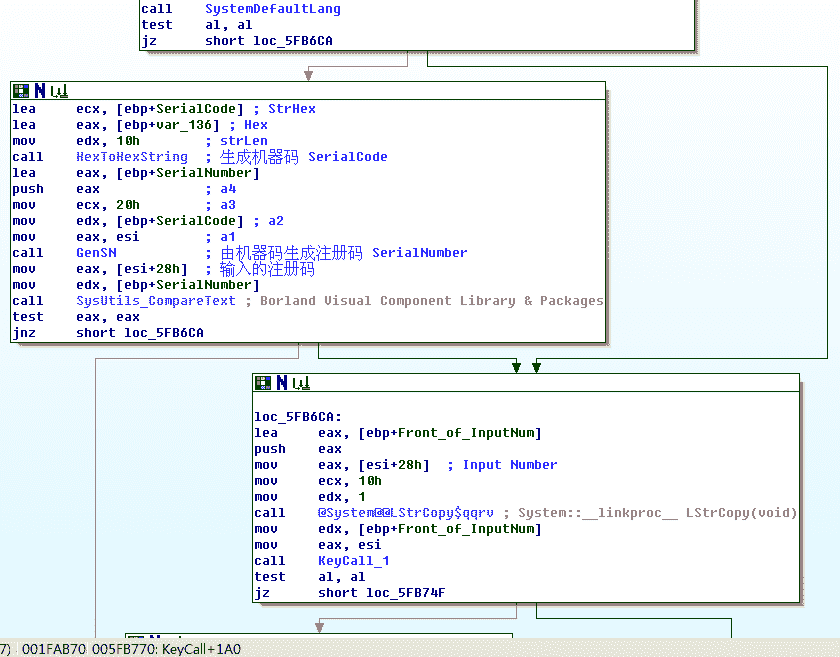 call SystemDefaultLang
test al, al
jz short loc_5FB6CA
lea ecx, [ebp+SerialCode] ; StrHex
lea eax, [ebp+var_136] ; Hex
mov edx, 10h ; strLen
call HexToHexString ; 生成机器码 SerialCode
lea eax, [ebp+SerialNumber]
push eax ; a4
mov ecx, 20h ; a3
mov edx, [ebp+SerialCode] ; a2
mov eax, esi ; a1
call GenSN ; 由机器码生成注册码 SerialNumber
mov eax, [esi+28h] ; 输入的注册码
mov edx, [ebp+SerialNumber]
call SysUtils_CompareText ; Borland Visual Component Library & Packages
test eax, eax
jnz short loc_5FB6CA
loc_5FB6CA:
lea eax, [ebp+Front_of_InputNum]
push eax
mov eax, [esi+28h] ; Input Number
mov ecx, 10h
mov edx, 1
call @System@@LStrCopy$qqrv ; System::__linkproc__ LStrCopy(void)
mov edx, [ebp+Front_of_InputNum]
mov eax, esi
call KeyCall_1
test al, al
jz short loc_5FB74F
7) 001FAB70 005FB770: KeyCall+1A0